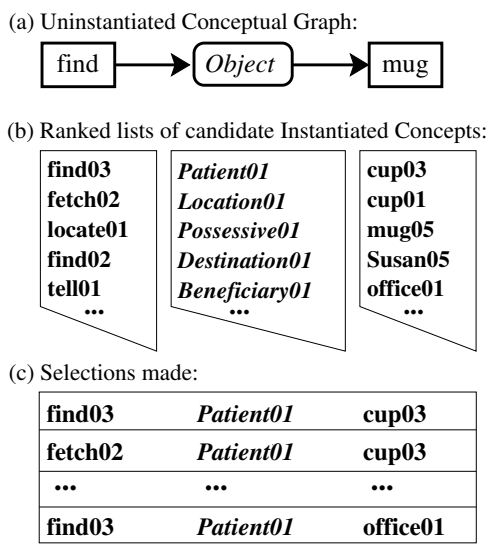 (a) Uninstantiated Conceptual Graph:
find Object mug
(b) Ranked lists of candidate Instantiated Concepts:
find03 Patient01 cup03
fetch02 Location01 cup01
locate01 Possessive01 mug05
find02 Destination01 Susan05
tell01 Beneficiary01 office01
... ... ...
(c) Selections made:
find03 Patient01 cup03
fetch02 Patient01 cup03
... ... ...
find03 Patient01 office01